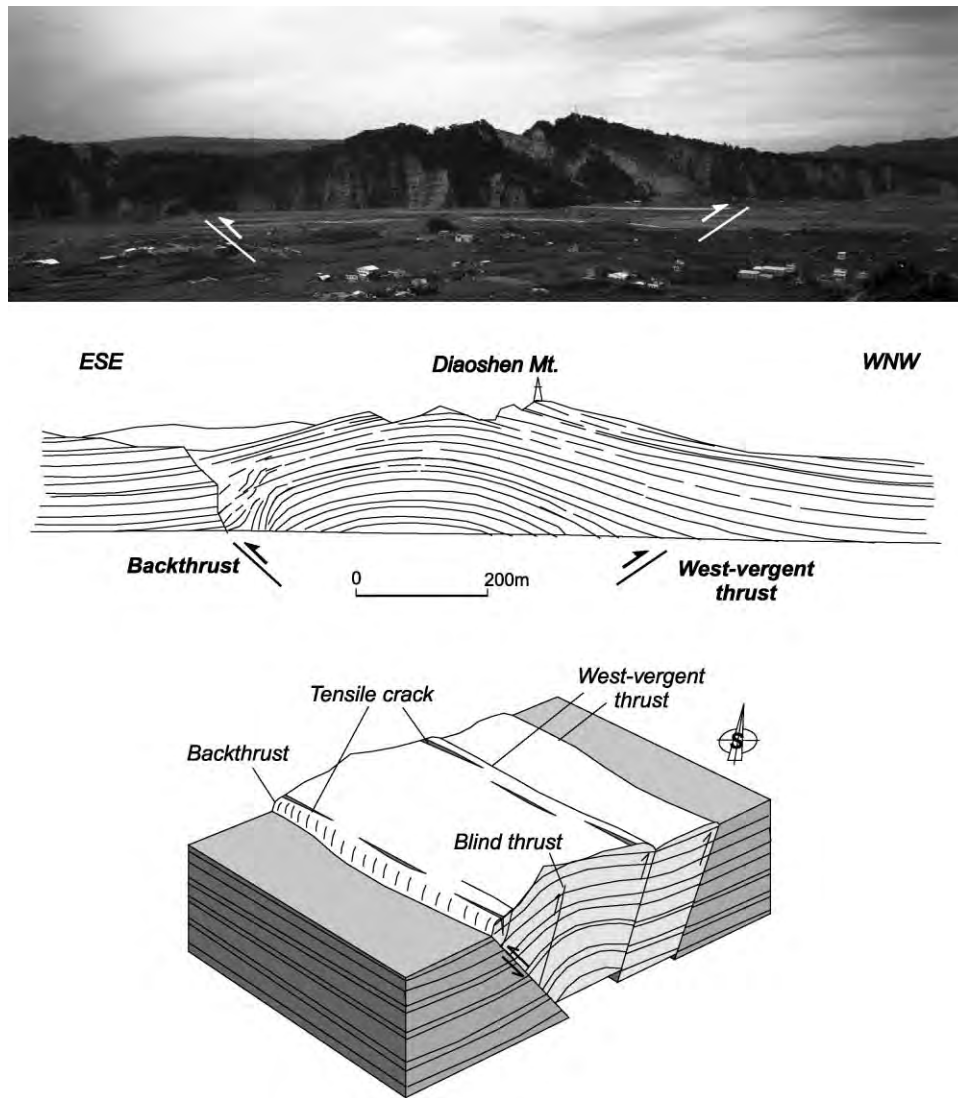 ESE
Diaoshen Mt.
WNW
Backthrust
0
200m
West-vergent
thrust
West-vergent
thrust
Tensile crack
Backthrust
S
Blind thrust